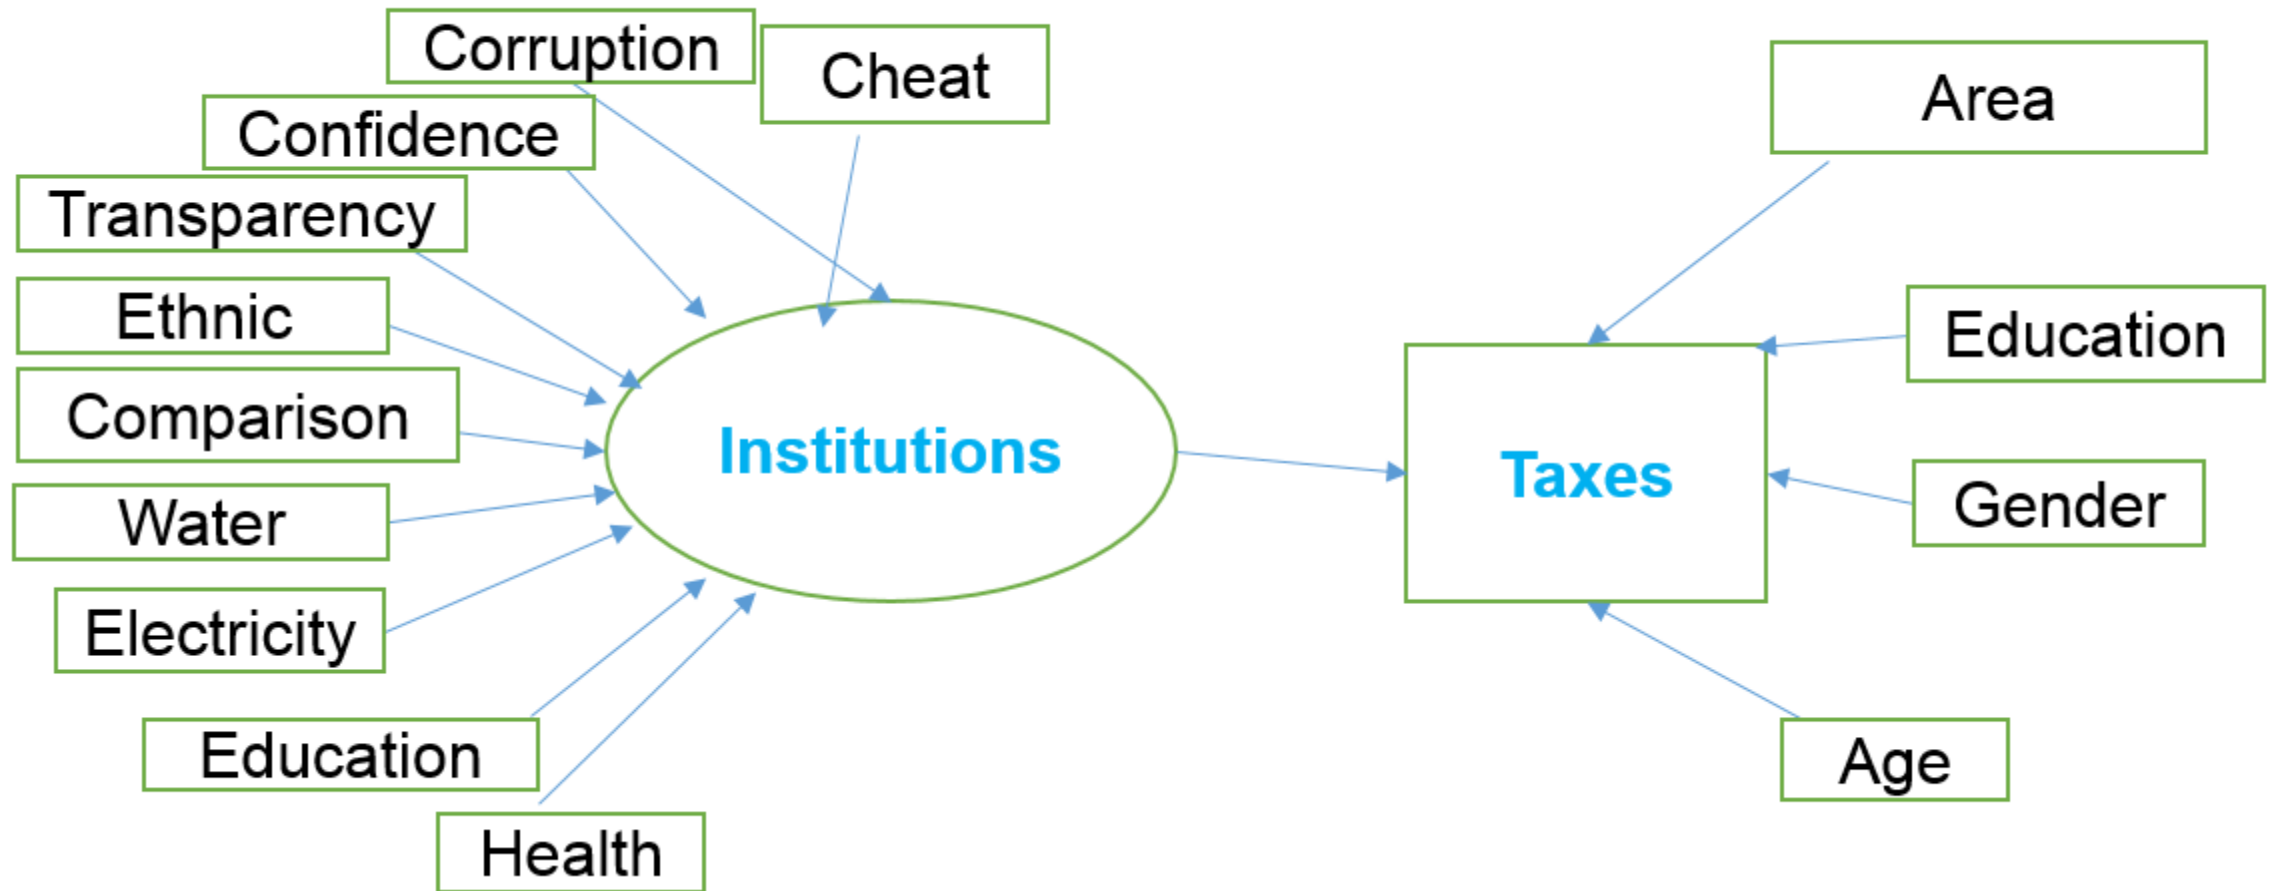 Corruption
Cheat
Confidence
Transparency
Ethnic
Comparison
Water
Electricity
Education
Health
Institutions
Taxes
Area
Education
Gender
Age